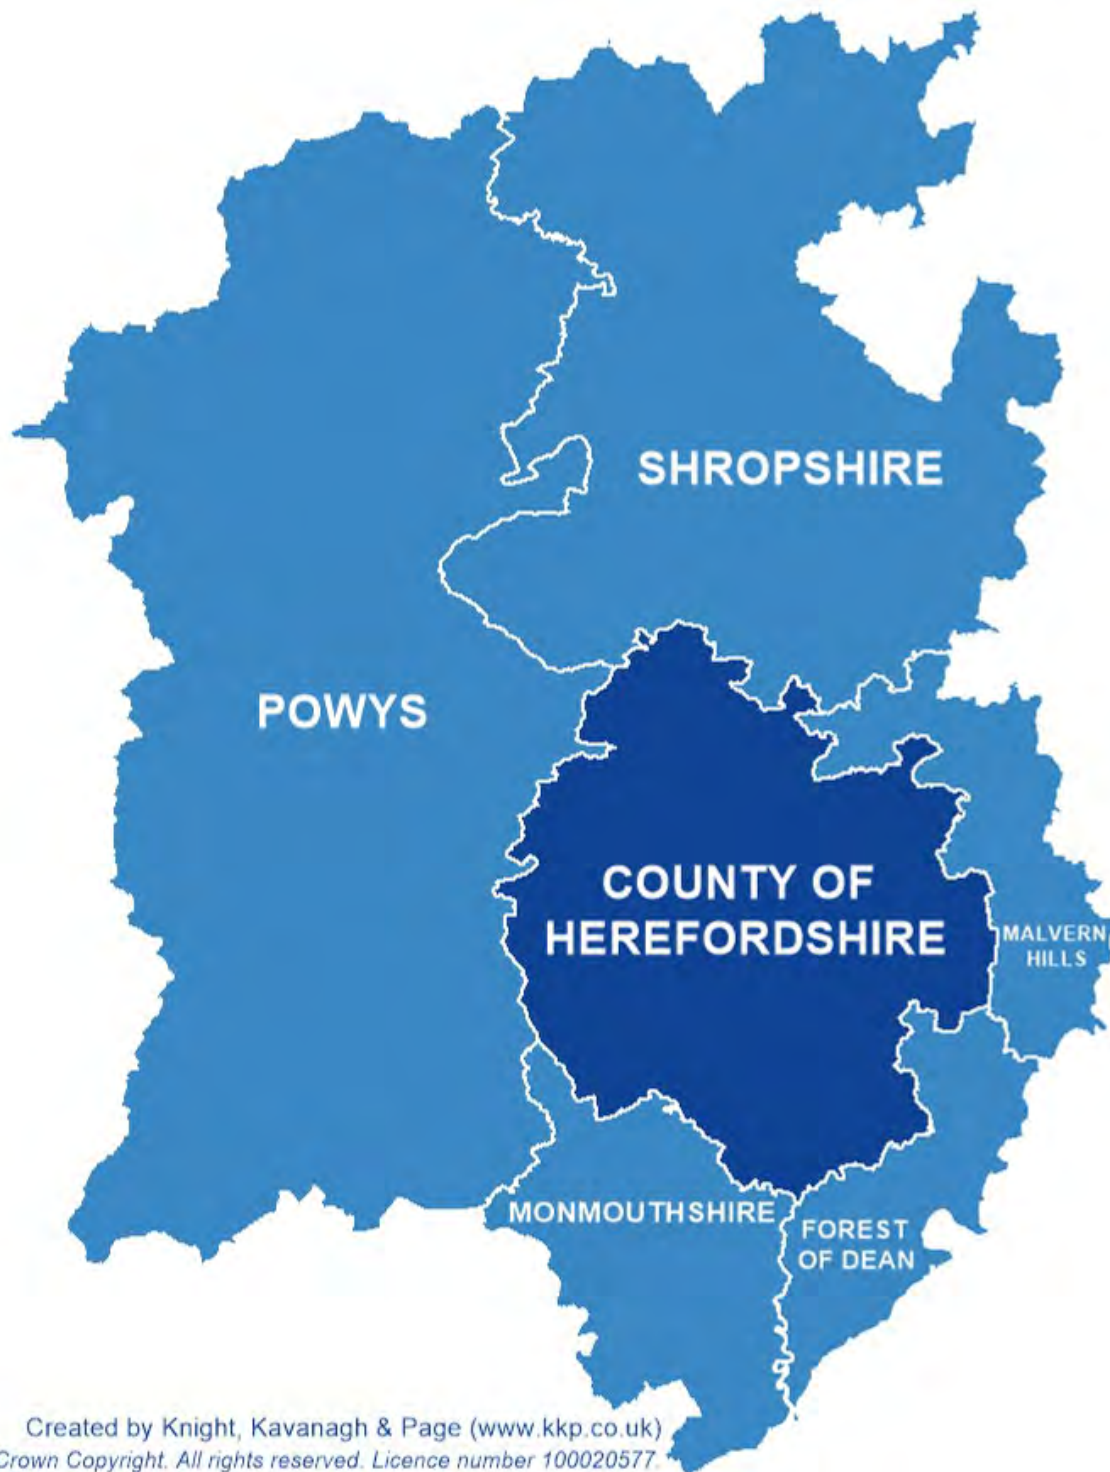 SHROPSHIRE
POWYS
COUNTY OF
HEREFORDSHIRE
MALVERN
HILLS
MONMOUTHSHIRE
FOREST
OF DEAN
Created by Knight, Kavanagh & Page (www.kkp.co.uk)
Crown Copyright. All rights reserved. Licence number 100020577.